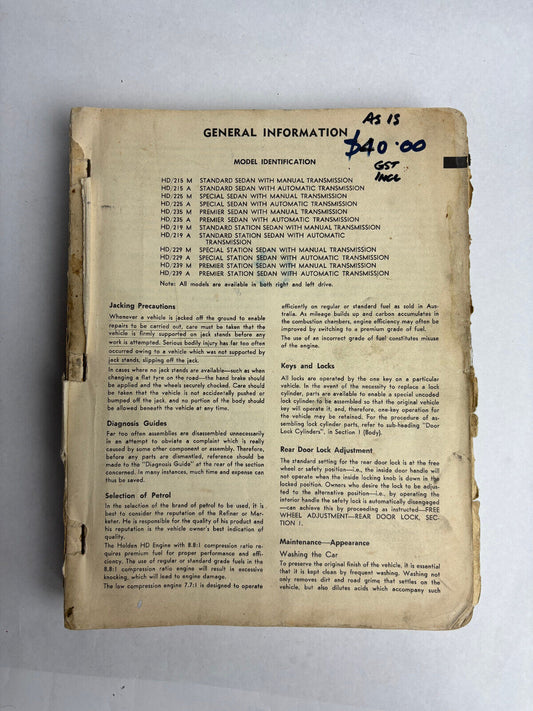 AS IS
$40.00
GST
INCL
GENERAL INFORMATION
MODEL IDENTIFICATION
HD/215 M STANDARD SEDAN WITH MANUAL TRANSMISSION
HD/215 A STANDARD SEDAN WITH AUTOMATIC TRANSMISSION
HD/225 M SPECIAL SEDAN WITH MANUAL TRANSMISSION
HD/225 A SPECIAL SEDAN WITH AUTOMATIC TRANSMISSION
HD/235 M PREMIER SEDAN WITH MANUAL TRANSMISSION
HD/235 A PREMIER SEDAN WITH AUTOMATIC TRANSMISSION
HD/219 M STANDARD STATION SEDAN WITH MANUAL TRANSMISSION
HD/219 A STANDARD STATION SEDAN WITH AUTOMATIC
TRANSMISSION
HD/229 M SPECIAL STATION SEDAN WITH MANUAL TRANSMISSION
HD/229 A SPECIAL STATION SEDAN WITH AUTOMATIC TRANSMISSION
HD/239 M PREMIER STATION SEDAN WITH MANUAL TRANSMISSION
HD/239 A PREMIER STATION SEDAN WITH AUTOMATIC TRANSMISSION
Note: All models are available in both right and left drive.
Jacking Precautions
Whenever a vehicle is jacked off the ground to enable
repairs to be carried out, care must be taken that the
vehicle is firmly supported on jack stands before any
work is attempted. Serious bodily injury has far too often
occurred owing to a vehicle which was not supported by
jack stands, slipping off the jack.
In cases where no jack stands are available—such as when
changing a flat tyre on the road—the hand brake should
be applied and the wheels securely chocked. Care should
be taken that the vehicle is not accidentally pushed or
bumped off the jack, and no portion of the body should
be allowed beneath the vehicle at any time.
Diagnosis Guides
Far too often assemblies are disassembled unnecessarily
in an attempt to obviate a complaint which is really
caused by some other component or assembly. Therefore,
before any parts are dismantled, reference should be
made to the "Diagnosis Guide" at the rear of the section
concerned. In many instances, much time and expense can
thus be saved.
Selection of Petrol
In the selection of the brand of petrol to be used, it is
best to consider the reputation of the Refiner or Mar-
keter. He is responsible for the quality of his product and
his reputation is the vehicle owner's best indication of
quality.
The Holden HD Engine with 8.8:1 compression ratio re-
quires premium fuel for proper performance and effi-
ciency. The use of regular or standard grade fuels in the
8.8:1 compression ratio engine will result in excessive
knocking, which will lead to engine damage.
The low compression engine 7.7:1 is designed to operate
efficiently on regular or standard fuel as sold in Aus-
tralia. As mileage builds up and carbon accumulates in
the combustion chambers, engine efficiency may often be
improved by switching to a premium grade of fuel.
The use of an incorrect grade of fuel constitutes misuse
of the engine.
Keys and Locks
All locks are operated by the one key on a particular
vehicle. In the event of the necessity to replace a lock
cylinder, parts are available to enable a special uncoded
lock cylinder to be assembled so that the original vehicle
key will operate it, and, therefore, one-key operation for
the vehicle may be retained. For the procedure of as-
sembling lock cylinder parts, refer to sub-heading "Door
Lock Cylinders", in Section 1 (Body).
Rear Door Lock Adjustment
The standard setting for the rear door lock is at the free
wheel or safety position—i.e., the inside door handle will
not operate when the inside locking knob is down in the
locked position. Owners who desire the lock to be adjus-
ted to the alternative position—i.e., by operating the
interior handle the safety lock is automatically disengaged
—can achieve this by proceeding as instructed—FREE
WHEEL ADJUSTMENT—REAR DOOR LOCK, SEC-
TION 1.
Maintenance—Appearance
Washing the Car
To preserve the original finish of the vehicle, it is essential
that it is kept clean by frequent washing. Washing not
only removes dirt and road grime that settles on the
vehicle, but also dilutes acids which accompany such